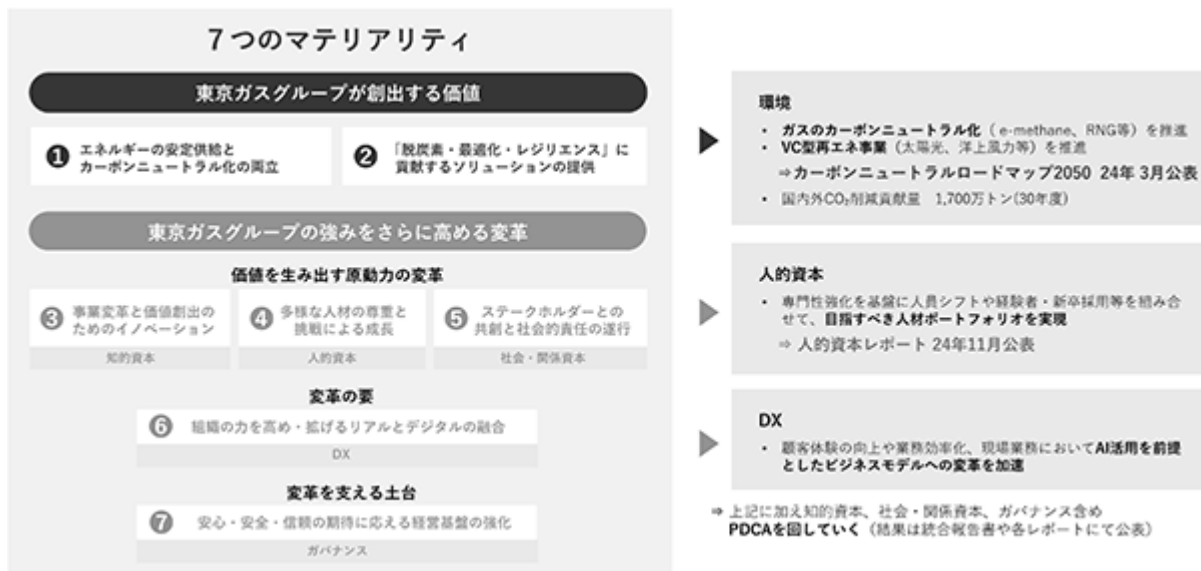 7つのマテリアリティ
東京ガスグループが創出する価値
❶ エネルギーの安定供給と
カーボンニュートラル化の両立
❷ 「脱炭素・最適化・レジリエンス」に
貢献するソリューションの提供
東京ガスグループの強みをさらに高める変革
価値を生み出す原動力の変革
❸ 事業変革と価値創出の
ためのイノベーション
知的資本
❹ 多様な人材の尊重と
挑戦による成長
人的資本
❺ ステークホルダーとの
共創と社会的責任の遂行
社会・関係資本
変革の要
❻ 組織の力を高め・拡げるリアルとデジタルの融合
DX
変革を支える土台
❼ 安心・安全・信頼の期待に応える経営基盤の強化
ガバナンス
環境
• ガスのカーボンニュートラル化（e-methane、RNG等）を推進
• VC型再エネ事業（太陽光、洋上風力等）を推進
⇒カーボンニュートラルロードマップ2050 24年 3月公表
• 国内外CO₂削減貢献量 1,700万トン(30年度)
人的資本
• 専門性強化を基盤に人員シフトや経験者・新卒採用等を組み合
せて、目指すべき人材ポートフォリオを実現
⇒ 人的資本レポート 24年11月公表
DX
• 顧客体験の向上や業務効率化、現場業務においてAI活用を前提
としたビジネスモデルへの変革を加速
⇒ 上記に加え知的資本、社会・関係資本、ガバナンス含め
PDCAを回していく（結果は統合報告書や各レポートにて公表）